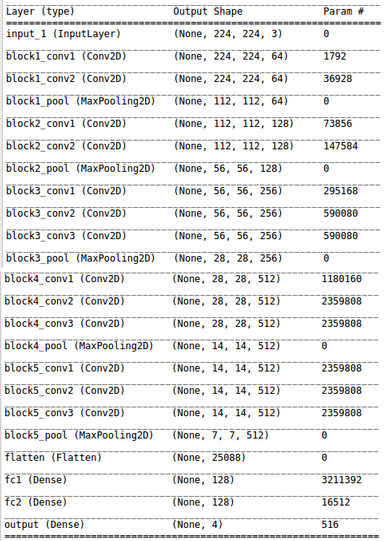 Layer (type) Output Shape Param #
input_1 (InputLayer) (None, 224, 224, 3) 0
block1_conv1 (Conv2D) (None, 224, 224, 64) 1792
block1_conv2 (Conv2D) (None, 224, 224, 64) 36928
block1_pool (MaxPooling2D) (None, 112, 112, 64) 0
block2_conv1 (Conv2D) (None, 112, 112, 128) 73856
block2_conv2 (Conv2D) (None, 112, 112, 128) 147584
block2_pool (MaxPooling2D) (None, 56, 56, 128) 0
block3_conv1 (Conv2D) (None, 56, 56, 256) 295168
block3_conv2 (Conv2D) (None, 56, 56, 256) 590080
block3_conv3 (Conv2D) (None, 56, 56, 256) 590080
block3_pool (MaxPooling2D) (None, 28, 28, 256) 0
block4_conv1 (Conv2D) (None, 28, 28, 512) 1180160
block4_conv2 (Conv2D) (None, 28, 28, 512) 2359808
block4_conv3 (Conv2D) (None, 28, 28, 512) 2359808
block4_pool (MaxPooling2D) (None, 14, 14, 512) 0
block5_conv1 (Conv2D) (None, 14, 14, 512) 2359808
block5_conv2 (Conv2D) (None, 14, 14, 512) 2359808
block5_conv3 (Conv2D) (None, 14, 14, 512) 2359808
block5_pool (MaxPooling2D) (None, 7, 7, 512) 0
flatten (Flatten) (None, 25088) 0
fc1 (Dense) (None, 128) 3211392
fc2 (Dense) (None, 128) 16512
output (Dense) (None, 4) 516